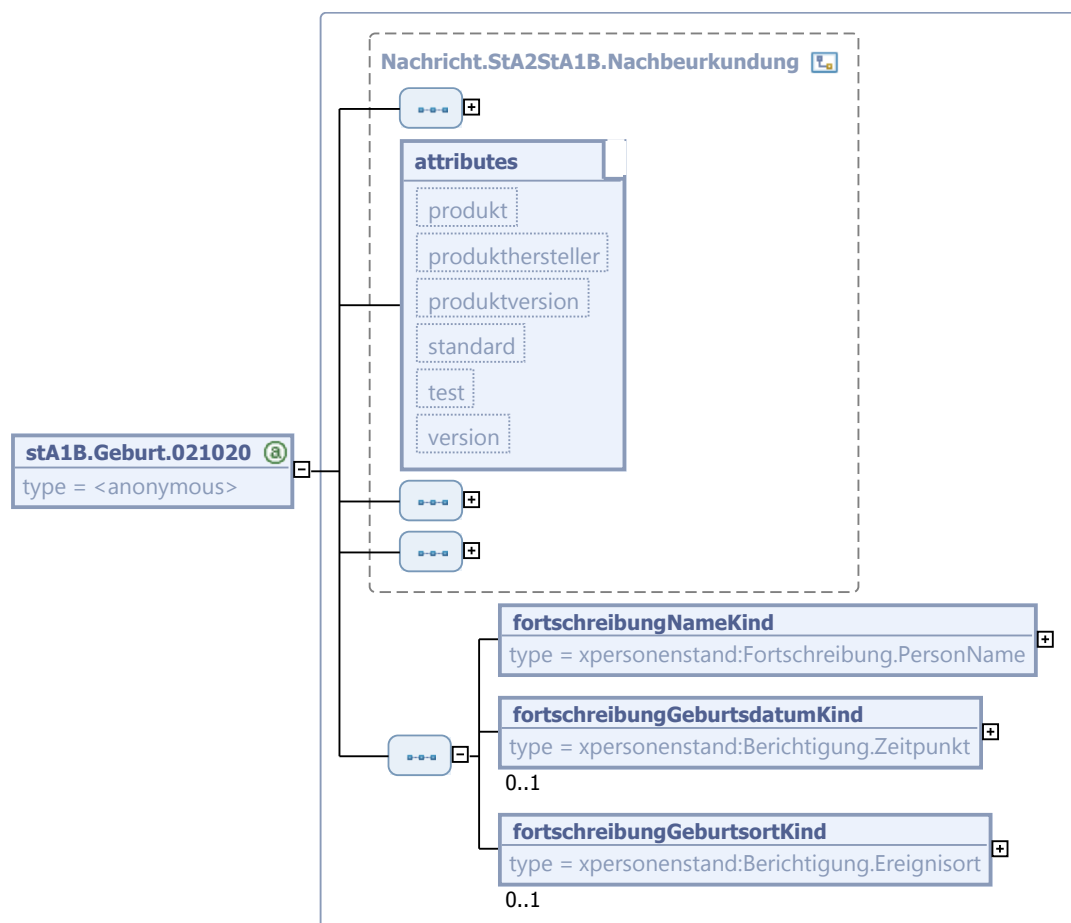 Nachricht.StA2StA1B.Nachbeurkundung
attributes
produkt
produkthersteller
produktversion
standard
test
version
stA1B.Geburt.021020 a
type = <anonymous>
fortschreibungNameKind
type = xpersonenstand:Fortschreibung.PersonName
fortschreibungGeburtsdatumKind
type = xpersonenstand:Berichtigung.Zeitpunkt
0..1
fortschreibungGeburtsortKind
type = xpersonenstand:Berichtigung.Ereignisort
0..1